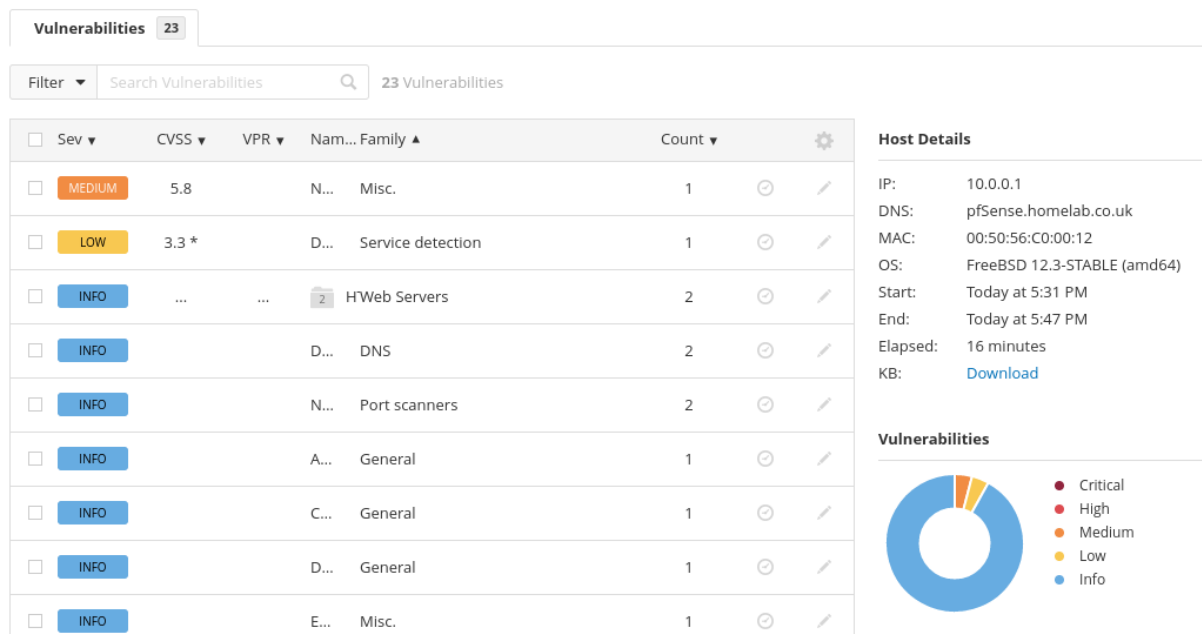 Vulnerabilities 23
Filter ▼ Search Vulnerabilities 23 Vulnerabilities
Sev ▼ CVSS ▼ VPR ▼ Nam... Family ▲ Count ▼
MEDIUM 5.8 N... Misc. 1
LOW 3.3 * D... Service detection 1
INFO ... ... 2 HTWeb Servers 2
INFO D... DNS 2
INFO N... Port scanners 2
INFO A... General 1
INFO C... General 1
INFO D... General 1
INFO E... Misc. 1
Host Details
IP: 10.0.0.1
DNS: pfSense.homelab.co.uk
MAC: 00:50:56:C0:00:12
OS: FreeBSD 12.3-STABLE (amd64)
Start: Today at 5:31 PM
End: Today at 5:47 PM
Elapsed: 16 minutes
KB: Download
Vulnerabilities
Critical
High
Medium
Low
Info